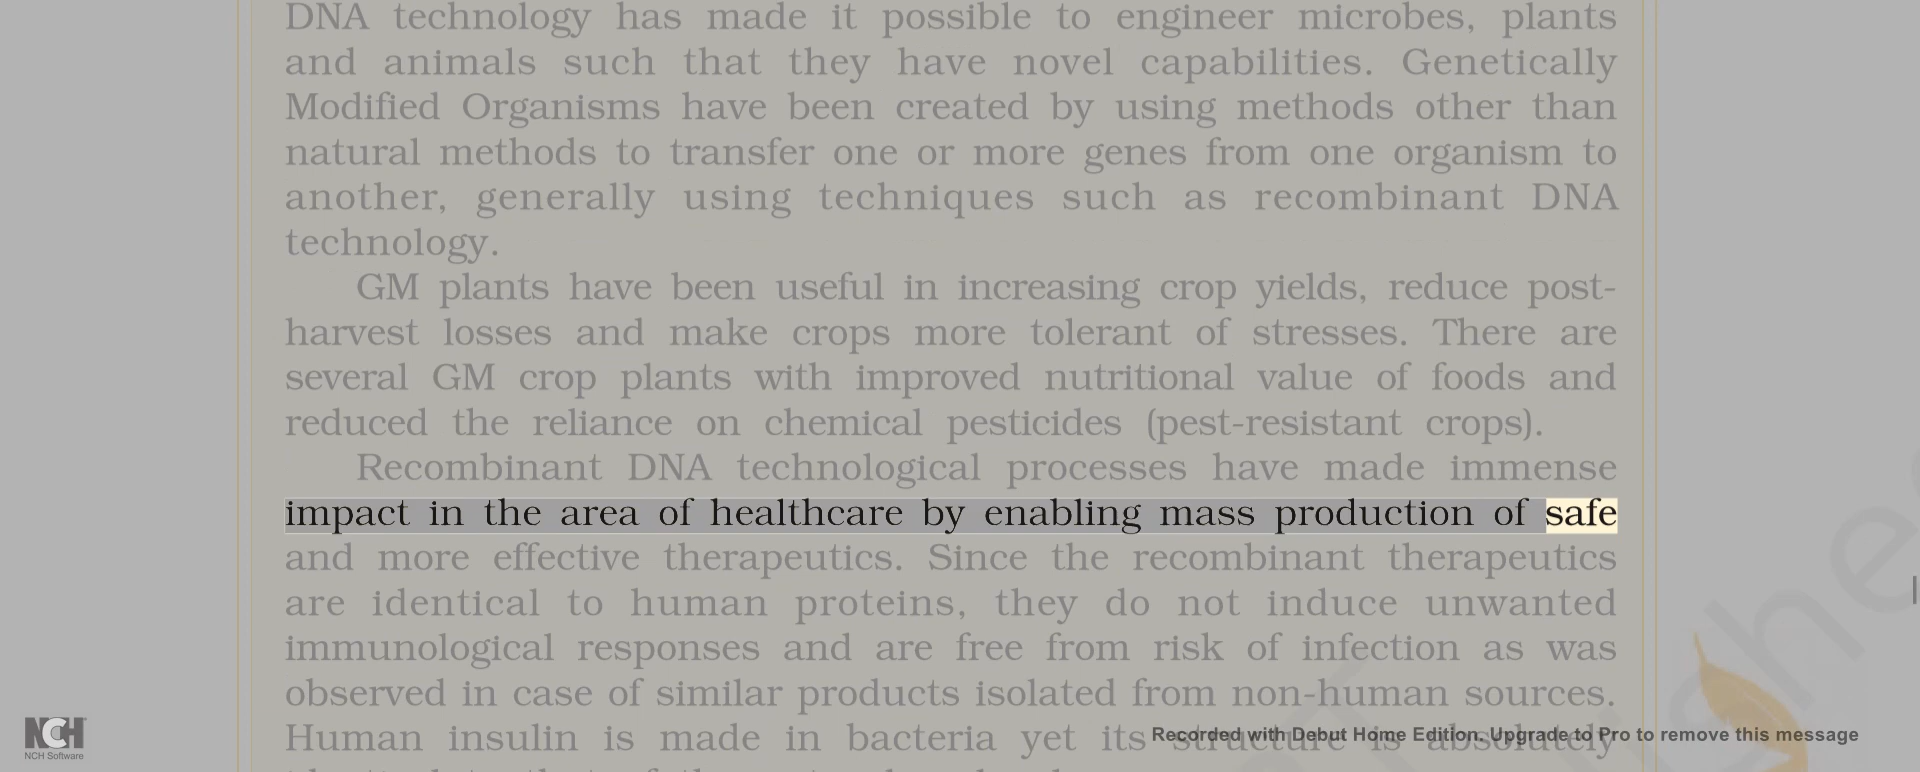 DNA technology has made it possible to engineer microbes, plants
and animals such that they have novel capabilities. Genetically
Modified Organisms have been created by using methods other than
natural methods to transfer one or more genes from one organism to
another, generally using techniques such as recombinant DNA
technology.
GM plants have been useful in increasing crop yields, reduce post-
harvest losses and make crops more tolerant of stresses. There are
several GM crop plants with improved nutritional value of foods and
reduced the reliance on chemical pesticides (pest-resistant crops).
Recombinant DNA technological processes have made immense
impact in the area of healthcare by enabling mass production of safe
and more effective therapeutics. Since the recombinant therapeutics
are identical to human proteins, they do not induce unwanted
immunological responses and are free from risk of infection as was
observed in case of similar products isolated from non-human sources.
Human insulin is made in bacteria yet its structure is absolutely
NCH
NCH Software
Recorded with Debut Home Edition. Upgrade to Pro to remove this message